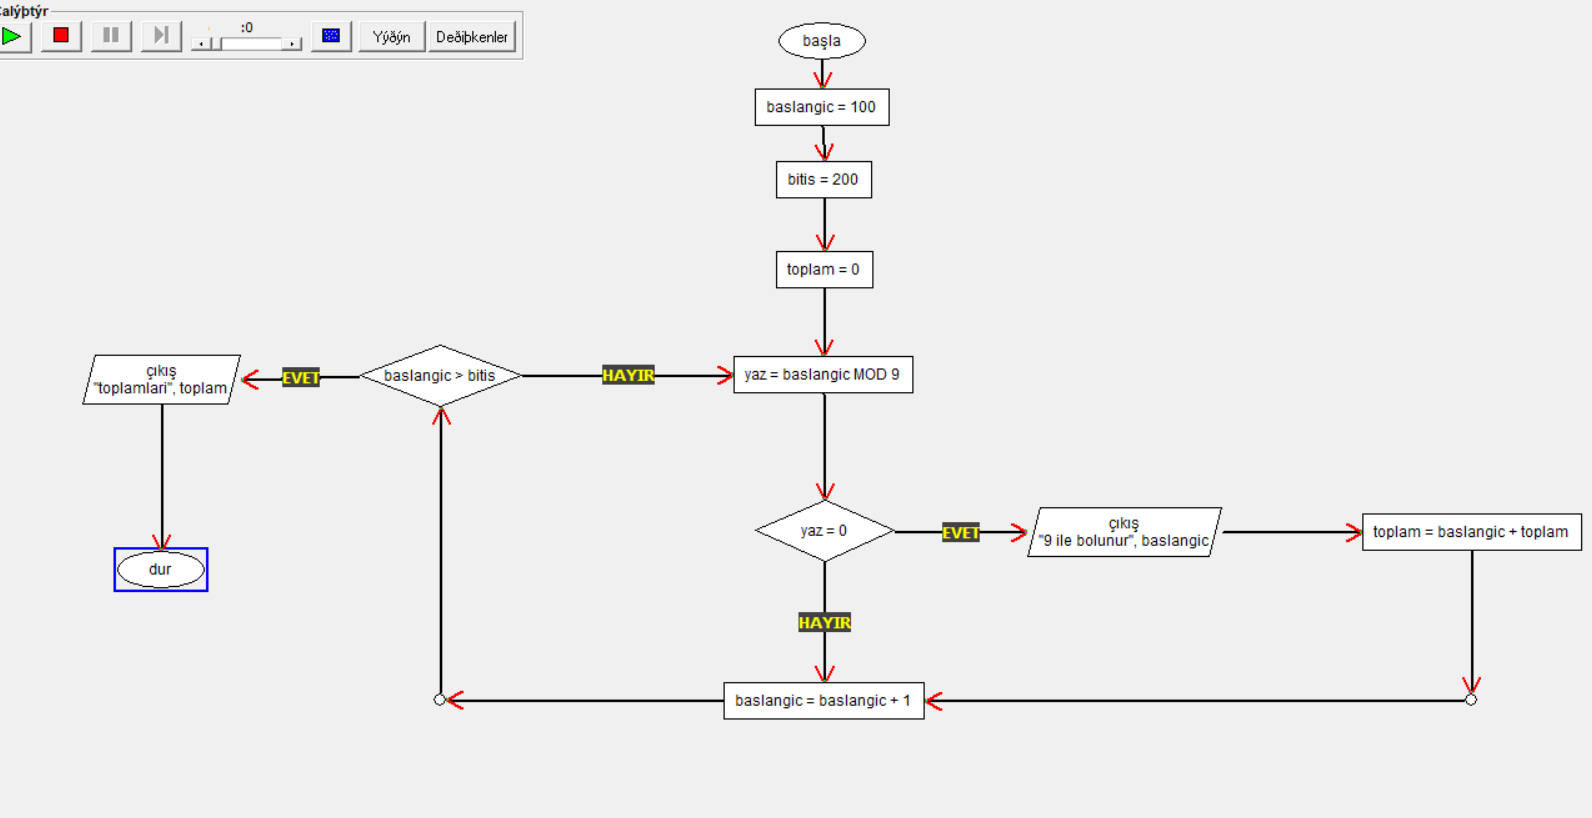 Calýþtýr
:0
Yýðýn
Deðiþkenler
başla
baslangic = 100
bitis = 200
toplam = 0
çıkış
"toplamlari", toplam
EVET
baslangic > bitis
HAYIR
yaz = baslangic MOD 9
yaz = 0
EVET
çıkış
"9 ile bolunur", baslangic
toplam = baslangic + toplam
dur
HAYIR
baslangic = baslangic + 1